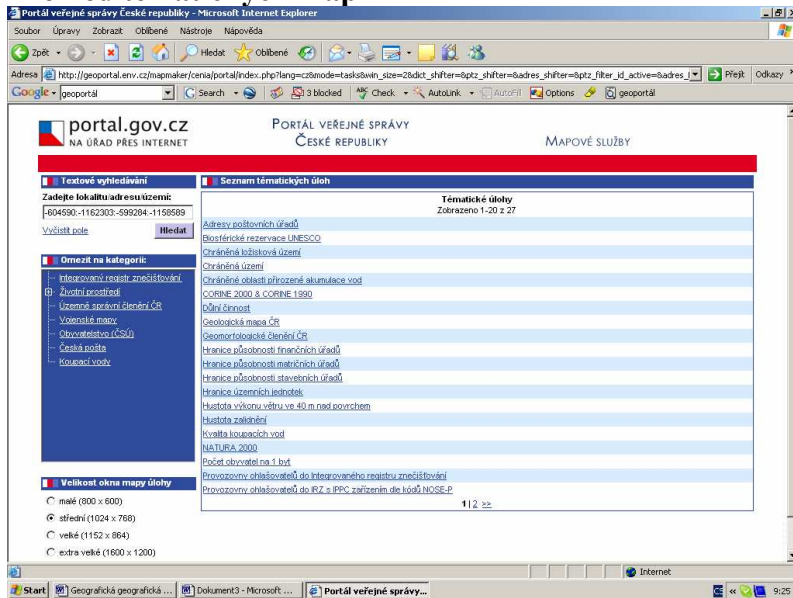 Portál veřejné správy České republiky - Microsoft Internet Explorer
Soubor Úpravy Zobrazit Oblíbené Nástroje Nápověda
Zpět Hledat Oblíbené
Adresa http://geoportal.env.cz/mapmaker/cenia/portal/index.php?lang=cz&mode=tasks&win_size=2&dict_shifter=&ptz_shifter=&adres_shifter=&ptz_filter_id_active=&adres_ Přejít Odkazy »
Google geoportál Search 3 blocked Check AutoLink AutoFill Options geoportál
portal.gov.cz
NA ÚŘAD PŘES INTERNET
PORTÁL VEŘEJNÉ SPRÁVY
ČESKÉ REPUBLIKY
MAPOVÉ SLUŽBY
Textové vyhledávání
Zadejte lokalitu/adresu/území:
-604590:-1162303:-599284:-1158589
Vyčistit pole Hledat
Omezit na kategorii:
Integrovaný registr znečišťování
Životní prostředí
Územně správní členění ČR
Vojenské mapy
Obyvatelstvo (ČSÚ)
Česká pošta
Koupací vody
Velikost okna mapy úlohy
malé (800 x 600)
střední (1024 x 768)
velké (1152 x 864)
extra velké (1600 x 1200)
Seznam tématických úloh
Tématické úlohy
Zobrazeno 1-20 z 27
Adresy poštovních úřadů
Biosférické rezervace UNESCO
Chráněná ložisková území
Chráněná území
Chráněné oblasti přirozené akumulace vod
CORINE 2000 & CORINE 1990
Důlní činnost
Geologická mapa ČR
Geomorfologické členění ČR
Hranice působnosti finančních úřadů
Hranice působnosti matričních úřadů
Hranice působnosti stavebních úřadů
Hranice územních jednotek
Hustota výkonu větru ve 40 m nad povrchem
Hustota zalidnění
Kvalita koupacích vod
NATURA 2000
Počet obyvatel na 1 byt
Provozovny ohlašovatelů do Integrovaného registru znečišťování
Provozovny ohlašovatelů do IRZ s IPPC zařízením dle kódů NOSE-P
1 | 2 >>
Internet
Start Geografická geografická ... Dokument3 - Microsoft ... Portál veřejné správy... « 9:25